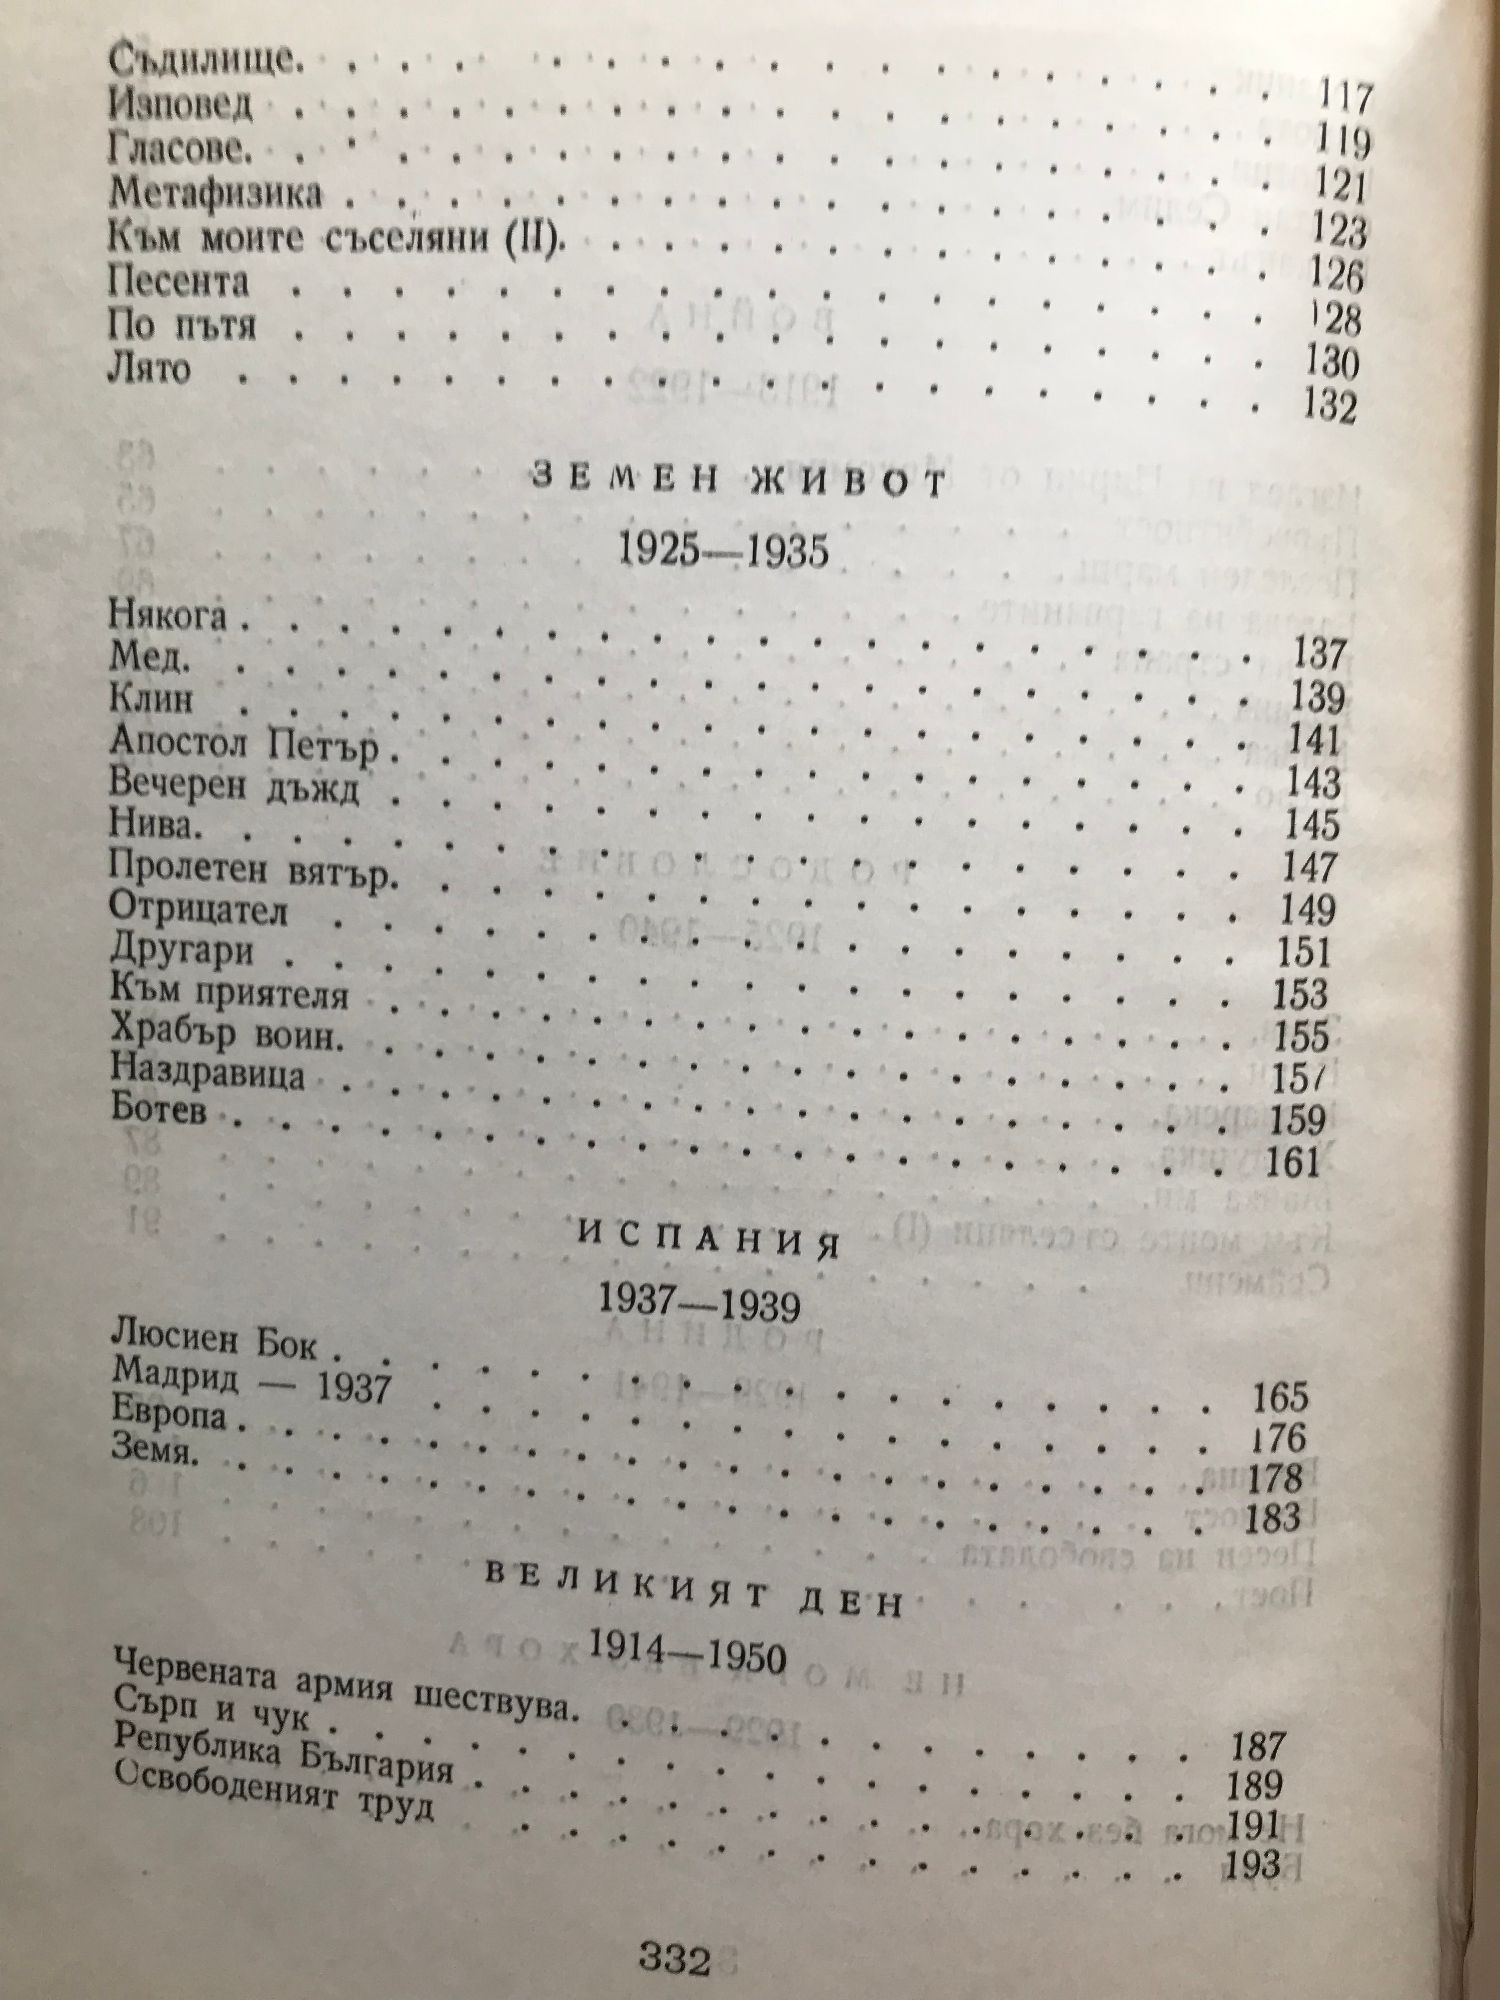 Съдилище. . . . . . . . . . . . . . . . . . 117
Изповед . . . . . . . . . . . . . . . . . . 119
Гласове. . . . . . . . . . . . . . . . . . 121
Метафизика . . . . . . . . . . . . . . . . . 123
Към моите съселяни (II). . . . . . . . . . . . . 126
Песента . . . . . . . . . . . . . . . . . . 128
По пътя . . . . . . . . . . . . . . . . . . 130
Лято . . . . . . . . . . . . . . . . . . . 132
ЗЕМЕН ЖИВОТ
1925—1935
Някога . . . . . . . . . . . . . . . . . . . 137
Мед. . . . . . . . . . . . . . . . . . . . 139
Клин . . . . . . . . . . . . . . . . . . . 141
Апостол Петър . . . . . . . . . . . . . . . . 143
Вечерен дъжд . . . . . . . . . . . . . . . . 145
Нива. . . . . . . . . . . . . . . . . . . . 147
Пролетен вятър. . . . . . . . . . . . . . . . 149
Отрицател . . . . . . . . . . . . . . . . . 151
Другари . . . . . . . . . . . . . . . . . . 153
Към приятеля . . . . . . . . . . . . . . . . 155
Храбър воин. . . . . . . . . . . . . . . . . 157
Наздравица . . . . . . . . . . . . . . . . . 159
Ботев . . . . . . . . . . . . . . . . . . . 161
ИСПАНИЯ
1937—1939
Люсиен Бок . . . . . . . . . . . . . . . . . 165
Мадрид — 1937 . . . . . . . . . . . . . . . 176
Европа . . . . . . . . . . . . . . . . . . . 178
Земя. . . . . . . . . . . . . . . . . . . . 183
ВЕЛИКИЯТ ДЕН
1914—1950
Червената армия шествува. . . . . . . . . . . . 187
Сърп и чук . . . . . . . . . . . . . . . . . 189
Република България . . . . . . . . . . . . . . 191
Освободеният труд . . . . . . . . . . . . . . 193
332